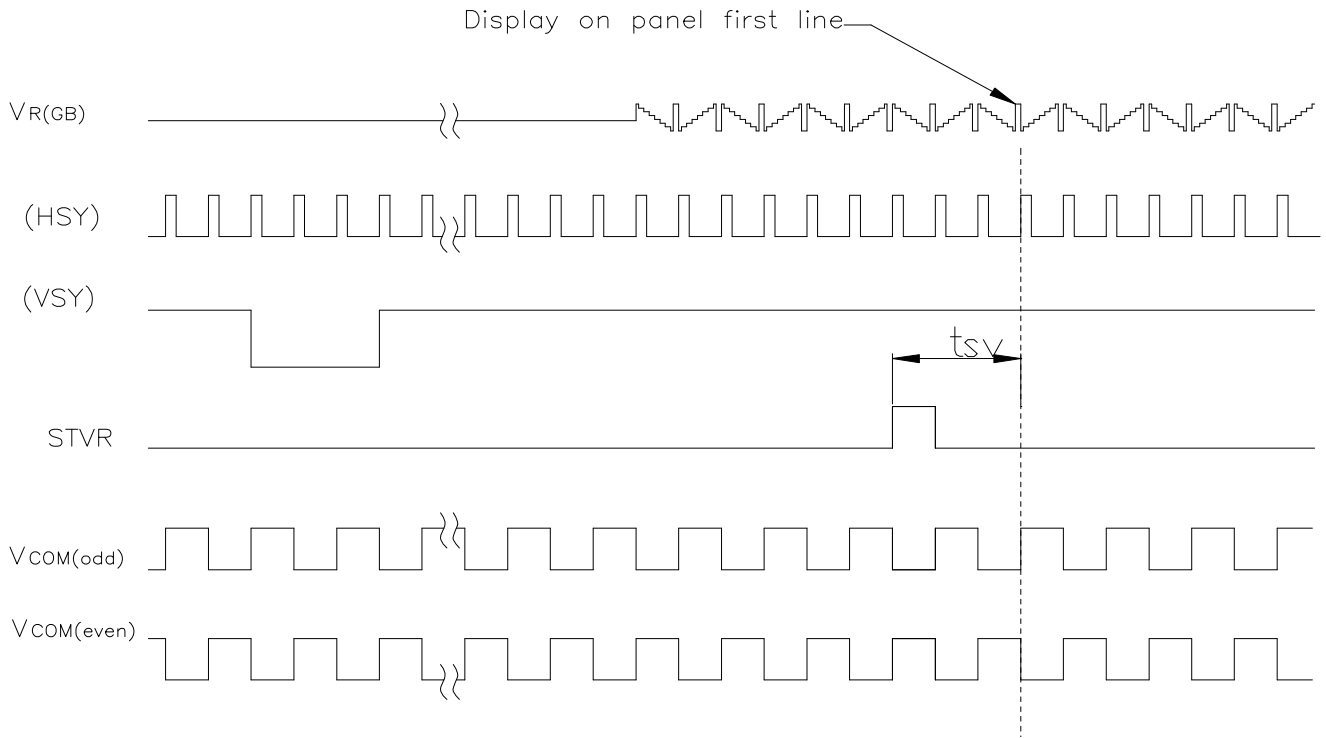 Display on panel first line
VR(GB)
(HSY)
(VSY)
tsv
STVR
VCOM(odd)
VCOM(even)